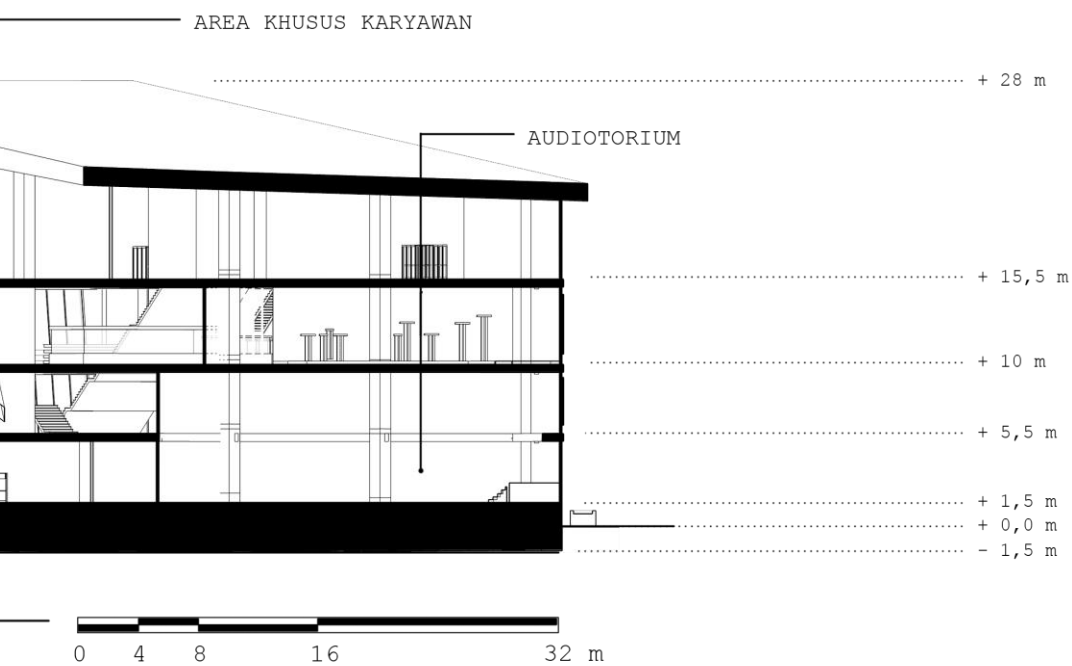 AREA KHUSUS KARYAWAN
+ 28 m
AUDIOTORIUM
+ 15,5 m
+ 10 m
+ 5,5 m
+ 1,5 m
+ 0,0 m
- 1,5 m
0 4 8 16 32 m